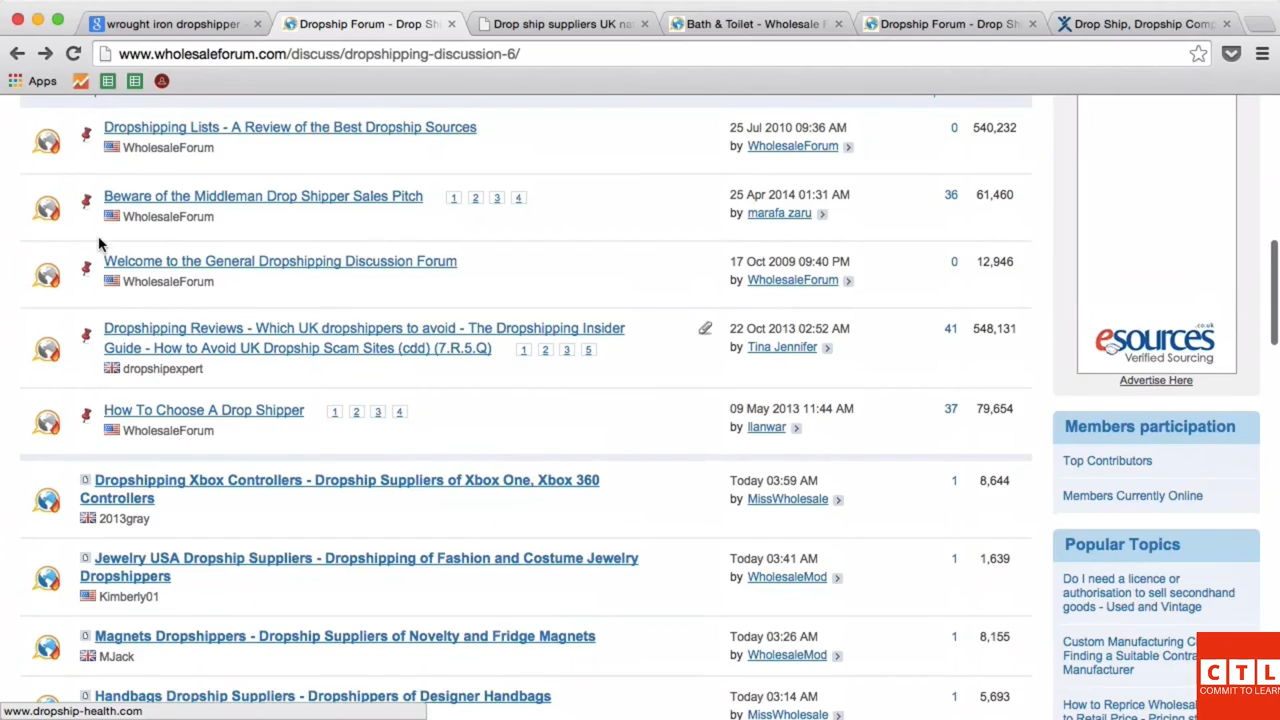 wrought iron dropshipper
Dropship Forum - Drop Sh
Drop ship suppliers UK na
Bath & Toilet - Wholesale F
Dropship Forum - Drop Sh
Drop Ship, Dropship Comp
www.wholesaleforum.com/discuss/dropshipping-discussion-6/
Apps
Dropshipping Lists - A Review of the Best Dropship Sources
WholesaleForum
25 Jul 2010 09:36 AM
by WholesaleForum
0 540,232
Beware of the Middleman Drop Shipper Sales Pitch 1 2 3 4
WholesaleForum
25 Apr 2014 01:31 AM
by marafa zaru
36 61,460
Welcome to the General Dropshipping Discussion Forum
WholesaleForum
17 Oct 2009 09:40 PM
by WholesaleForum
0 12,946
Dropshipping Reviews - Which UK dropshippers to avoid - The Dropshipping Insider
Guide - How to Avoid UK Dropship Scam Sites (cdd) (7.R.5.Q) 1 2 3 5
dropshipexpert
22 Oct 2013 02:52 AM
by Tina Jennifer
41 548,131
How To Choose A Drop Shipper 1 2 3 4
WholesaleForum
09 May 2013 11:44 AM
by llanwar
37 79,654
Dropshipping Xbox Controllers - Dropship Suppliers of Xbox One, Xbox 360
Controllers
2013gray
Today 03:59 AM
by MissWholesale
1 8,644
Jewelry USA Dropship Suppliers - Dropshipping of Fashion and Costume Jewelry
Dropshippers
Kimberly01
Today 03:41 AM
by WholesaleMod
1 1,639
Magnets Dropshippers - Dropship Suppliers of Novelty and Fridge Magnets
MJack
Today 03:26 AM
by WholesaleMod
1 8,155
Handbags Dropship Suppliers - Dropshippers of Designer Handbags
Today 03:14 AM
by MissWholesale
1 5,693
www.dropship-health.com
esources
.co.uk
Verified Sourcing
Advertise Here
Members participation
Top Contributors
Members Currently Online
Popular Topics
Do I need a licence or
authorisation to sell secondhand
goods - Used and Vintage
Custom Manufacturing C
Finding a Suitable Contra
Manufacturer
How to Reprice Wholesa
to Retail Price - Pricing st
CTL
COMMIT TO LEARN